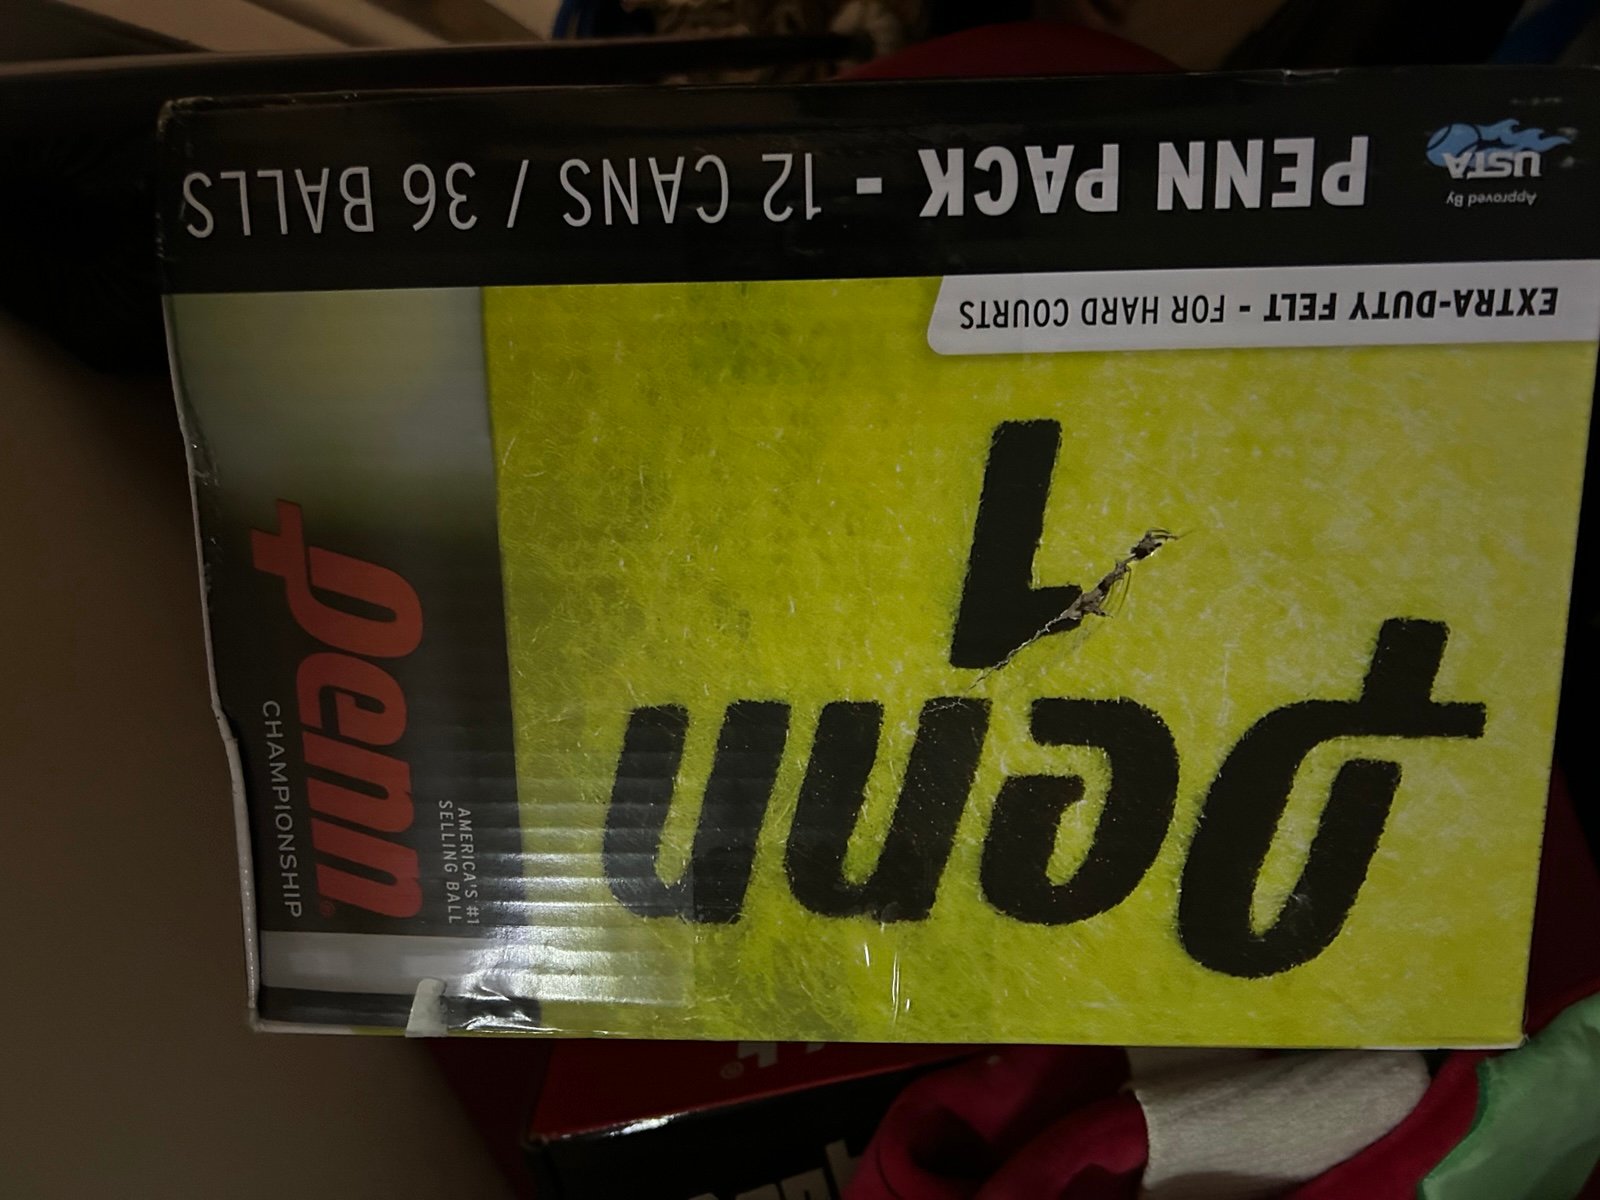 Approved By
USTA
PENN PACK - 12 CANS / 36 BALLS
EXTRA-DUTY FELT - FOR HARD COURTS
Penn
1
AMERICA'S #1
SELLING BALL
Penn®
CHAMPIONSHIP
®